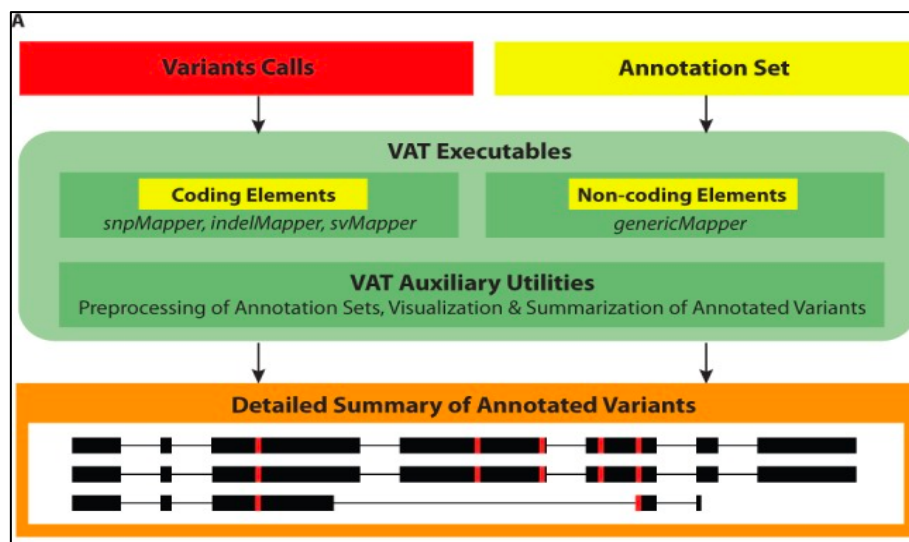 A
Variants Calls
Annotation Set
VAT Executables
Coding Elements
snpMapper, indelMapper, svMapper
Non-coding Elements
genericMapper
VAT Auxiliary Utilities
Preprocessing of Annotation Sets, Visualization & Summarization of Annotated Variants
Detailed Summary of Annotated Variants